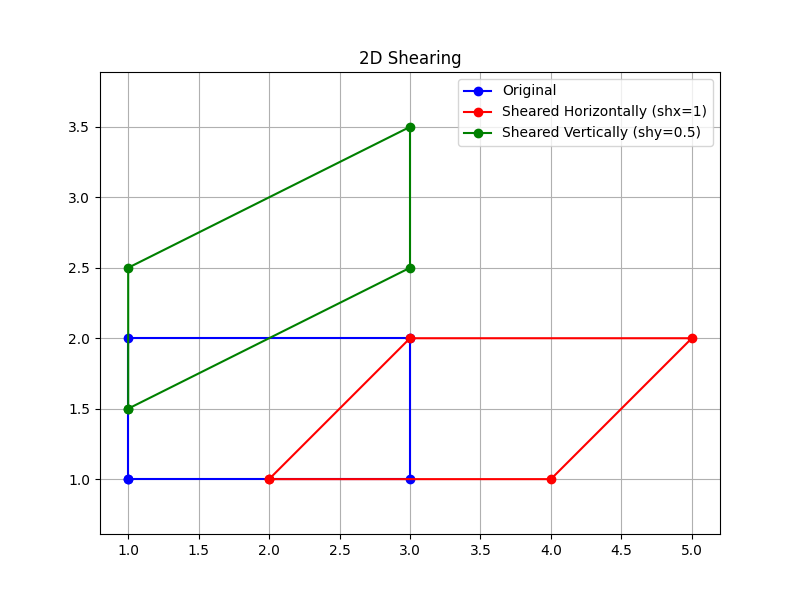 2D Shearing
Original
Sheared Horizontally (shx=1)
Sheared Vertically (shy=0.5)
3.5
3.0
2.5
2.0
1.5
1.0
1.0 1.5 2.0 2.5 3.0 3.5 4.0 4.5 5.0